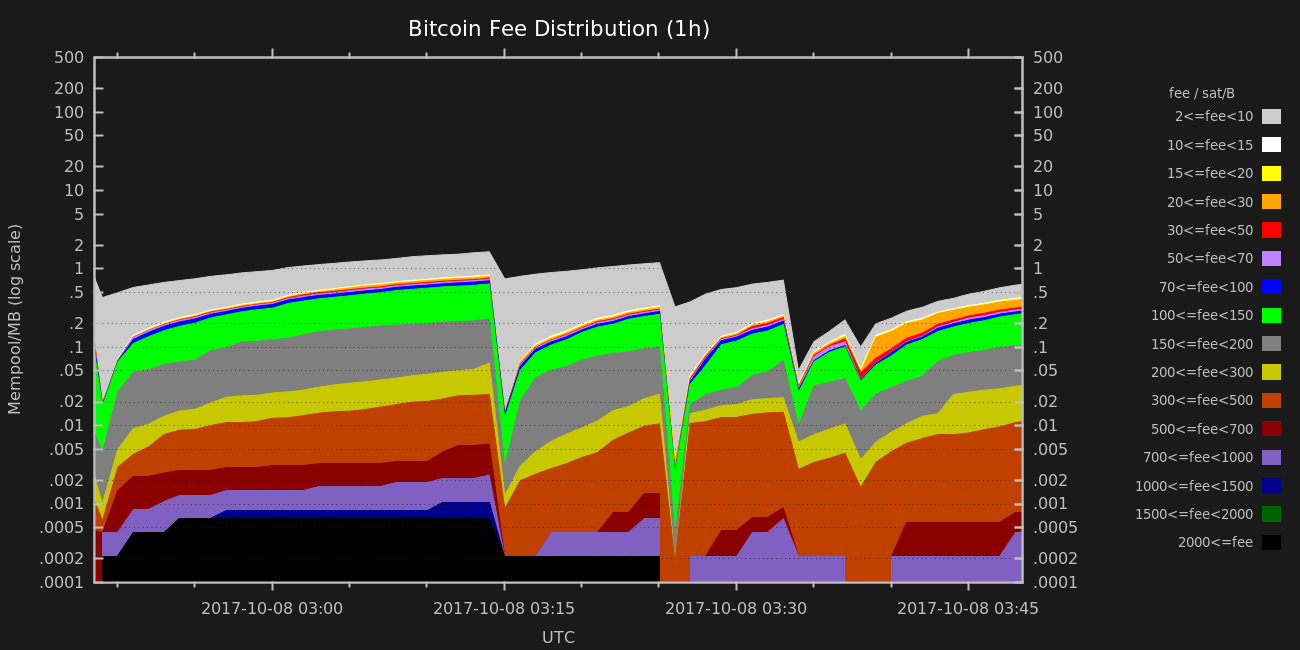 Bitcoin Fee Distribution (1h)
Mempool/MB (log scale)
500
200
100
50
20
10
5
2
1
.5
.2
.1
.05
.02
.01
.005
.002
.001
.0005
.0002
.0001
500
200
100
50
20
10
5
2
1
.5
.2
.1
.05
.02
.01
.005
.002
.001
.0005
.0002
.0001
2017-10-08 03:00
2017-10-08 03:15
2017-10-08 03:30
2017-10-08 03:45
UTC
fee / sat/B
2<=fee<10
10<=fee<15
15<=fee<20
20<=fee<30
30<=fee<50
50<=fee<70
70<=fee<100
100<=fee<150
150<=fee<200
200<=fee<300
300<=fee<500
500<=fee<700
700<=fee<1000
1000<=fee<1500
1500<=fee<2000
2000<=fee